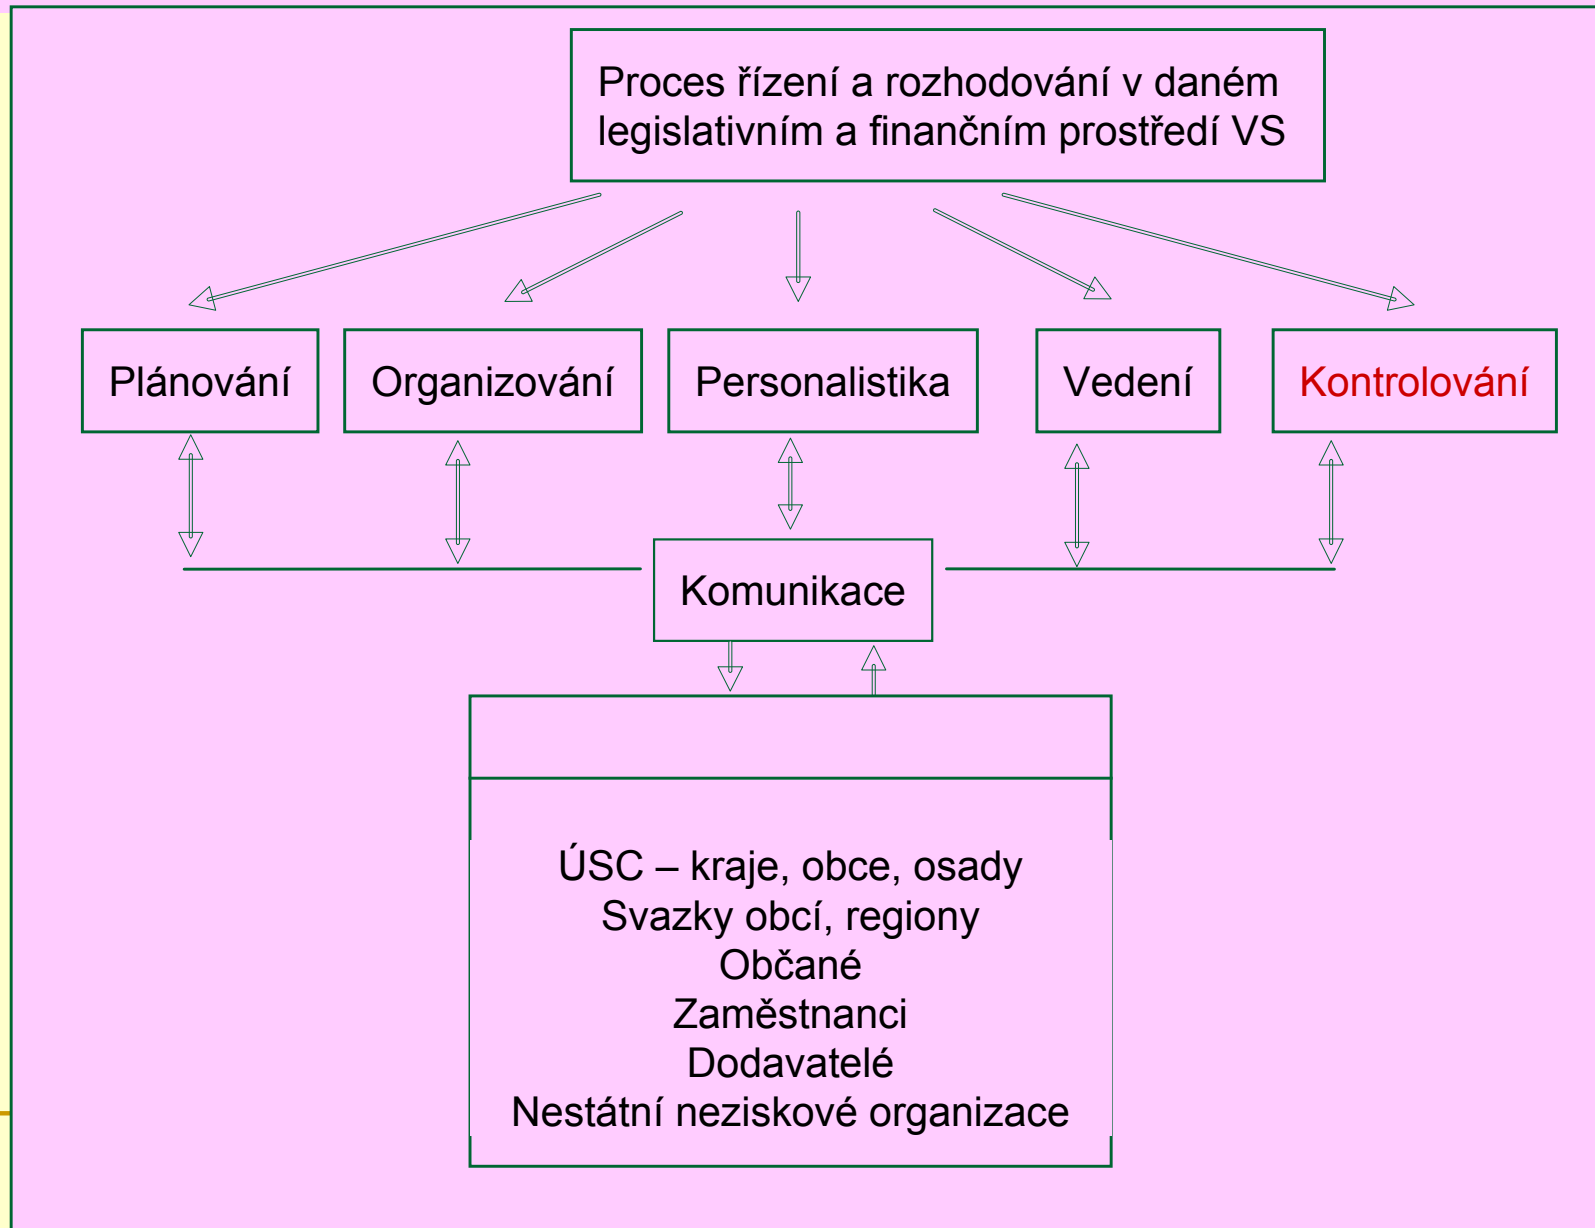 Proces řízení a rozhodování v daném
legislativním a finančním prostředí VS
Plánování
Organizování
Personalistika
Vedení
Kontrolování
Komunikace
ÚSC – kraje, obce, osady
Svazky obcí, regiony
Občané
Zaměstnanci
Dodavatelé
Nestátní neziskové organizace